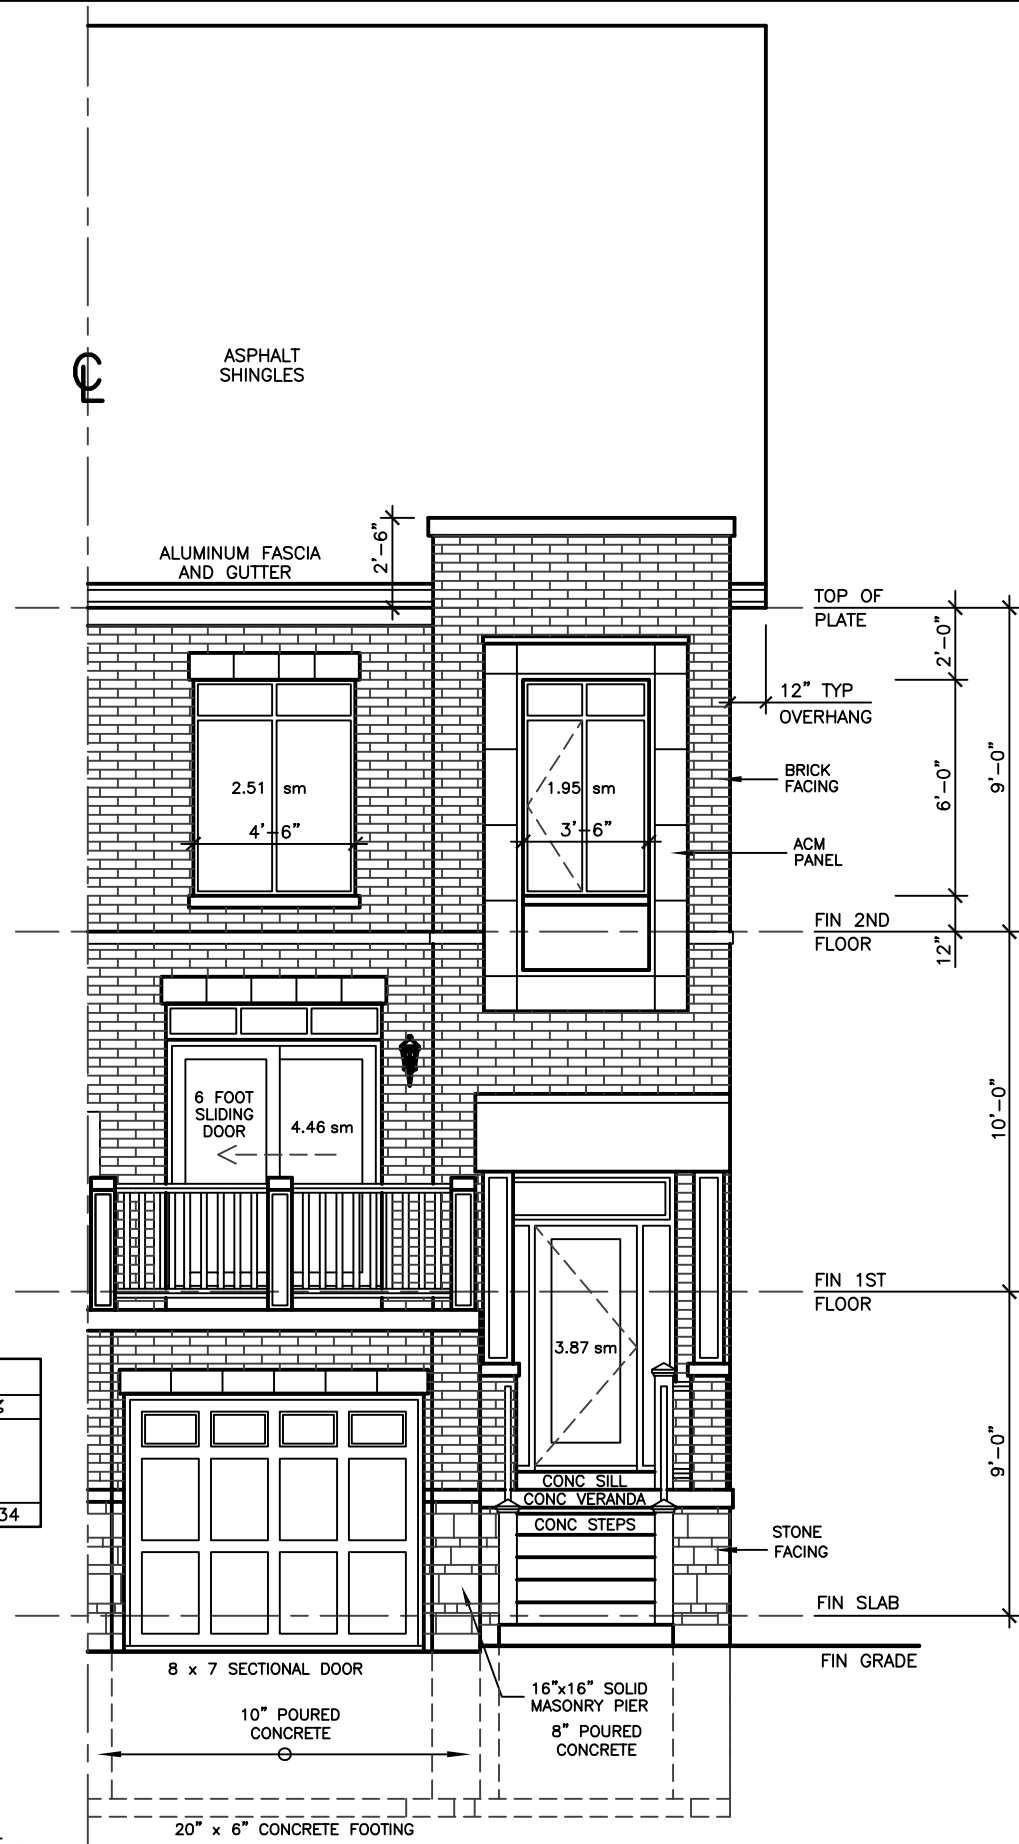 ASPHALT
SHINGLES
CL
2'-6"
ALUMINUM FASCIA
AND GUTTER
TOP OF
PLATE
2'-0"
12" TYP
OVERHANG
BRICK
FACING
6'-0"
9'-0"
2.51 sm
4'-6"
1.95 sm
3'-6"
ACM
PANEL
FIN 2ND
FLOOR
12"
6 FOOT
SLIDING
DOOR
4.46 sm
10'-0"
FIN 1ST
FLOOR
3.87 sm
%
34
9'-0"
CONC SILL
CONC VERANDA
CONC STEPS
STONE
FACING
FIN SLAB
FIN GRADE
8 x 7 SECTIONAL DOOR
16"x16" SOLID
MASONRY PIER
10" POURED
CONCRETE
8" POURED
CONCRETE
20" x 6" CONCRETE FOOTING